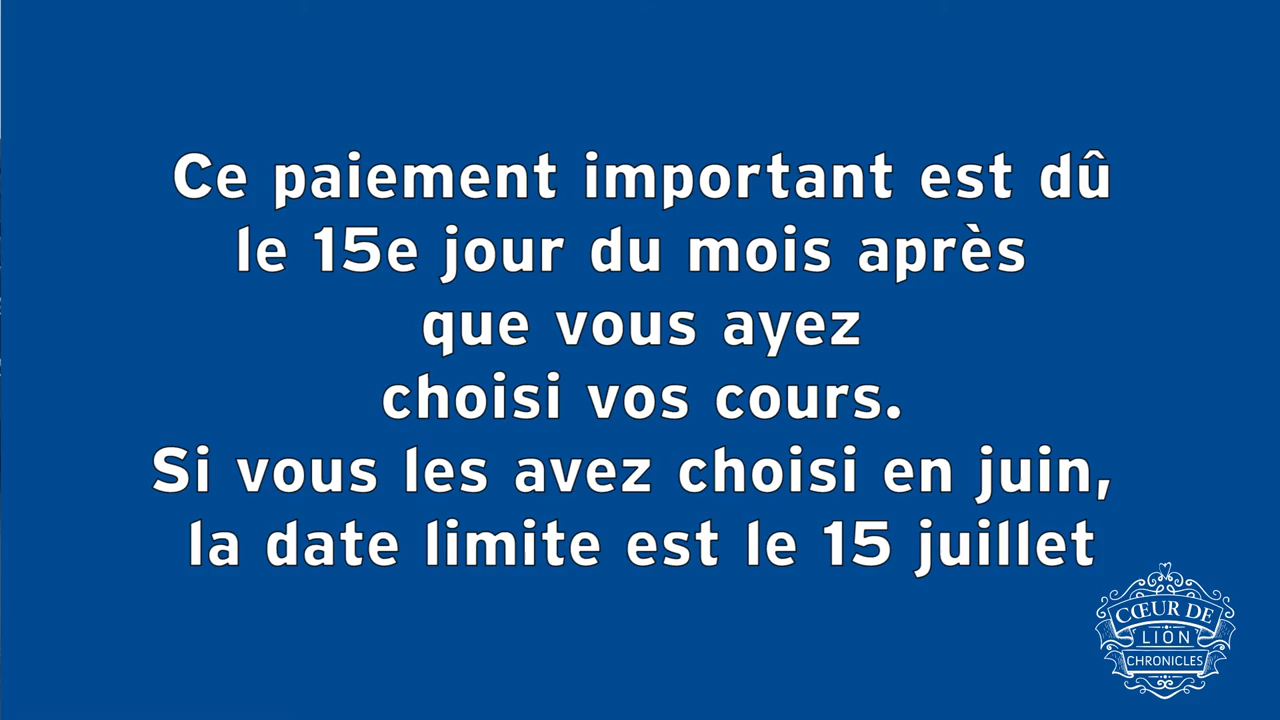 Ce paiement important est dû
le 15e jour du mois après
que vous ayez
choisi vos cours.
Si vous les avez choisi en juin,
la date limite est le 15 juillet
CŒUR DE
LION
CHRONICLES